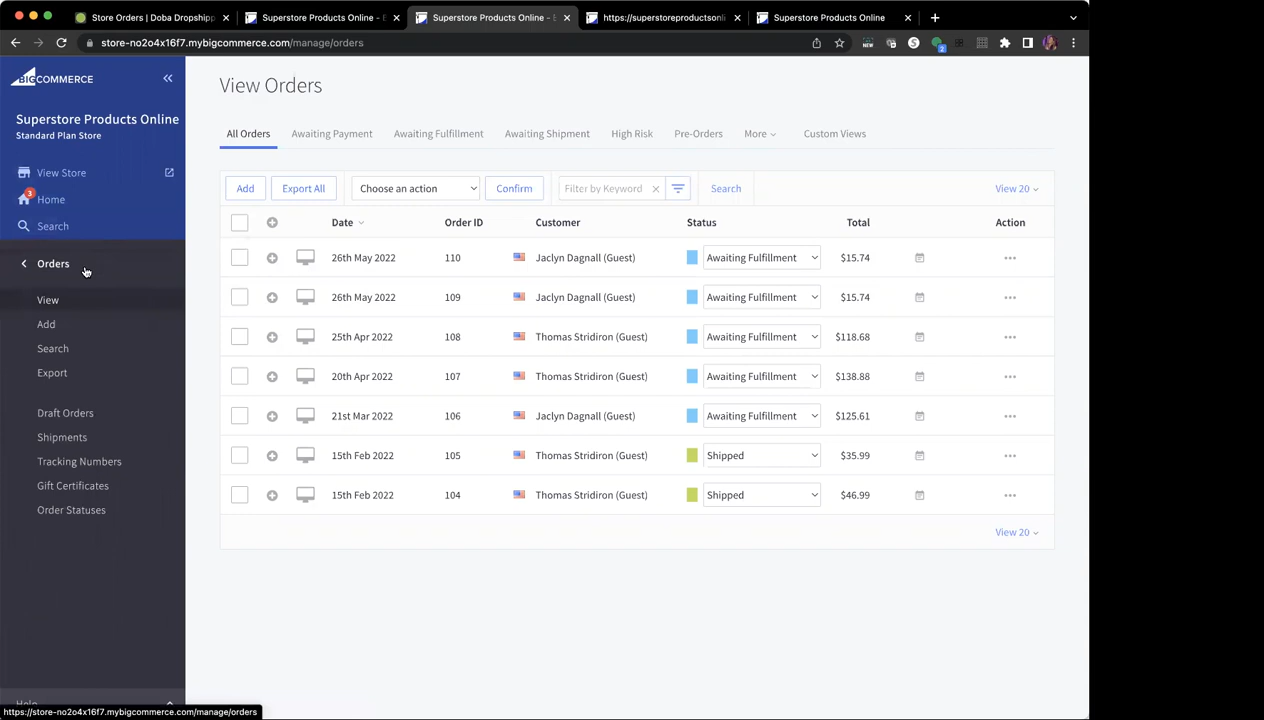 Store Orders | Doba Dropshipp
Superstore Products Online - E
Superstore Products Online - E
https://superstoreproductsonli
Superstore Products Online
store-no2o4x16f7.mybigcommerce.com/manage/orders
NEW
S
2
BIGCOMMERCE
Superstore Products Online
Standard Plan Store
View Store
3
Home
Search
Orders
View
Add
Search
Export
Draft Orders
Shipments
Tracking Numbers
Gift Certificates
Order Statuses
Help
https://store-no2o4x16f7.mybigcommerce.com/manage/orders
View Orders
All Orders Awaiting Payment Awaiting Fulfillment Awaiting Shipment High Risk Pre-Orders More Custom Views
Add Export All Choose an action Confirm Filter by Keyword Search View 20
Date Order ID Customer Status Total Action
26th May 2022 110 Jaclyn Dagnall (Guest) Awaiting Fulfillment $15.74
26th May 2022 109 Jaclyn Dagnall (Guest) Awaiting Fulfillment $15.74
25th Apr 2022 108 Thomas Stridiron (Guest) Awaiting Fulfillment $118.68
20th Apr 2022 107 Thomas Stridiron (Guest) Awaiting Fulfillment $138.88
21st Mar 2022 106 Jaclyn Dagnall (Guest) Awaiting Fulfillment $125.61
15th Feb 2022 105 Thomas Stridiron (Guest) Shipped $35.99
15th Feb 2022 104 Thomas Stridiron (Guest) Shipped $46.99
View 20